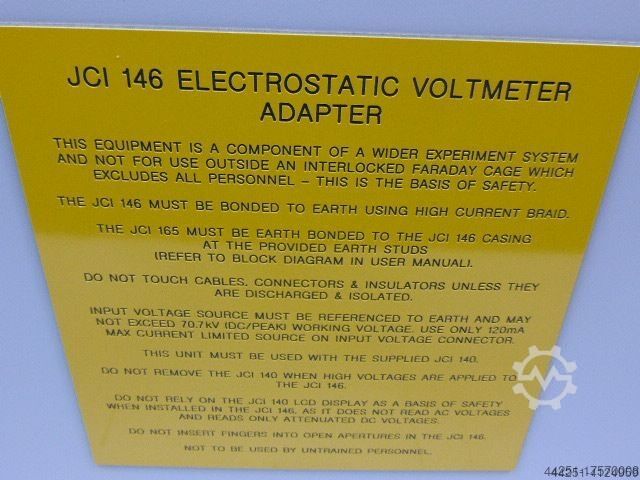 JCI 146 ELECTROSTATIC VOLTMETER
ADAPTER
THIS EQUIPMENT IS A COMPONENT OF A WIDER EXPERIMENT SYSTEM
AND NOT FOR USE OUTSIDE AN INTERLOCKED FARADAY CAGE WHICH
EXCLUDES ALL PERSONNEL – THIS IS THE BASIS OF SAFETY.
THE JCI 146 MUST BE BONDED TO EARTH USING HIGH CURRENT BRAID.
THE JCI 165 MUST BE EARTH BONDED TO THE JCI 146 CASING
AT THE PROVIDED EARTH STUDS
(REFER TO BLOCK DIAGRAM IN USER MANUAL).
DO NOT TOUCH CABLES, CONNECTORS & INSULATORS UNLESS THEY
ARE DISCHARGED & ISOLATED.
INPUT VOLTAGE SOURCE MUST BE REFERENCED TO EARTH AND MAY
NOT EXCEED 70.7kV (DC/PEAK) WORKING VOLTAGE. USE ONLY 120mA
MAX CURRENT LIMITED SOURCE ON INPUT VOLTAGE CONNECTOR.
THIS UNIT MUST BE USED WITH THE SUPPLIED JCI 140.
DO NOT REMOVE THE JCI 140 WHEN HIGH VOLTAGES ARE APPLIED TO
THE JCI 146.
DO NOT RELY ON THE JCI 140 LCD DISPLAY AS A BASIS OF SAFETY
WHEN INSTALLED IN THE JCI 146, AS IT DOES NOT READ AC VOLTAGES
AND READS ONLY ATTENUATED DC VOLTAGES.
DO NOT INSERT FINGERS INTO OPEN APERTURES IN THE JCI 146.
NOT TO BE USED BY UNTRAINED PERSONNEL.